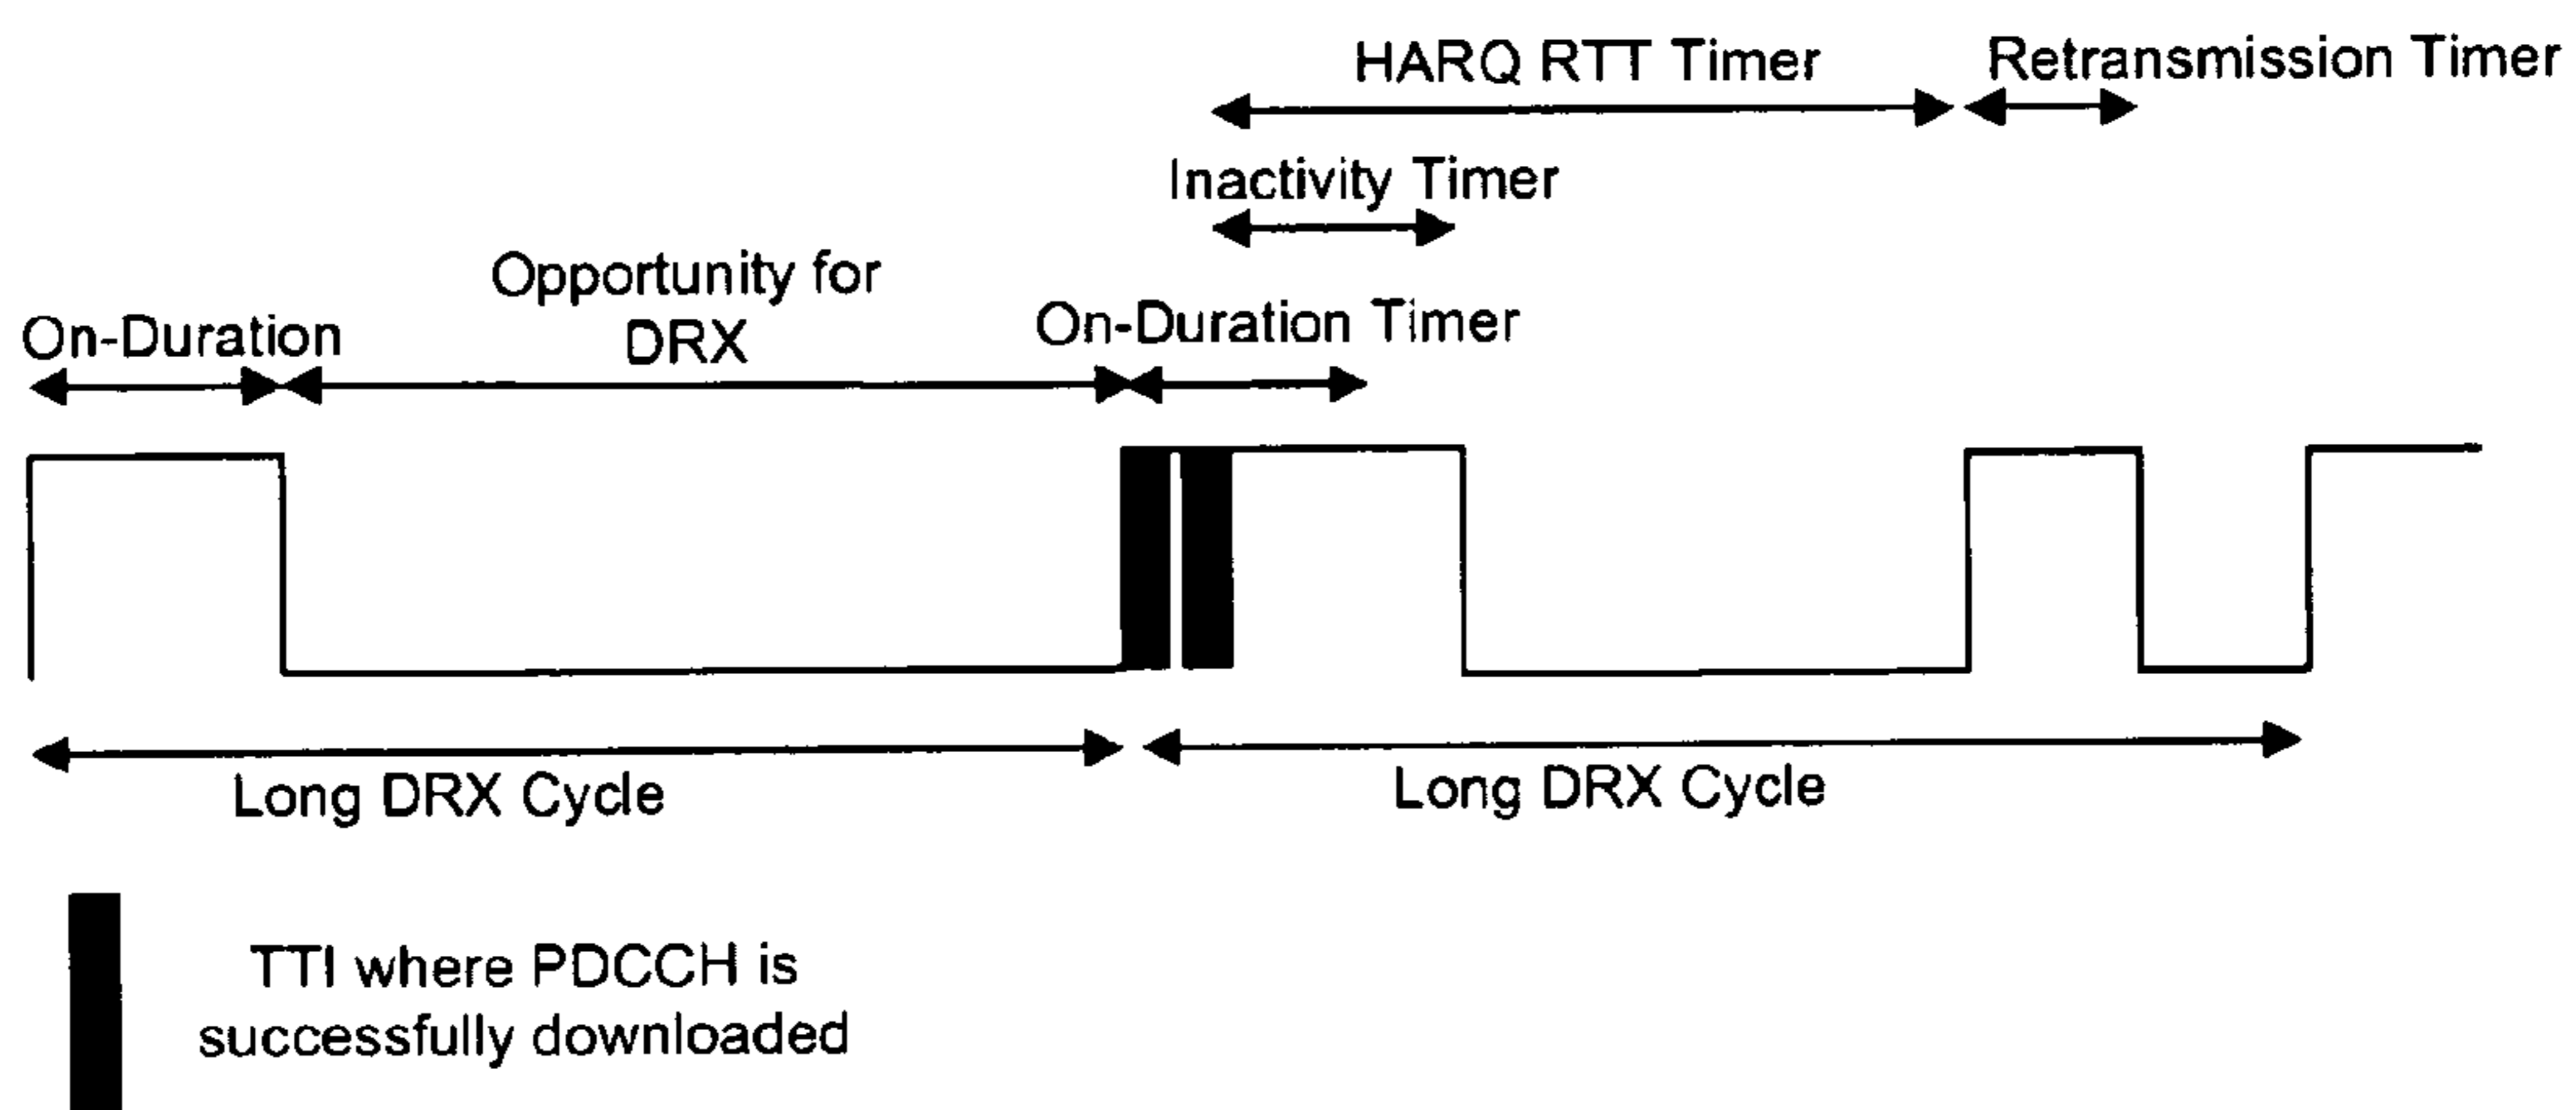 HARQ RTT Timer
Retransmission Timer
Inactivity Timer
Opportunity for
DRX
On-Duration
On-Duration Timer
Long DRX Cycle
Long DRX Cycle
TTI where PDCCH is
successfully downloaded